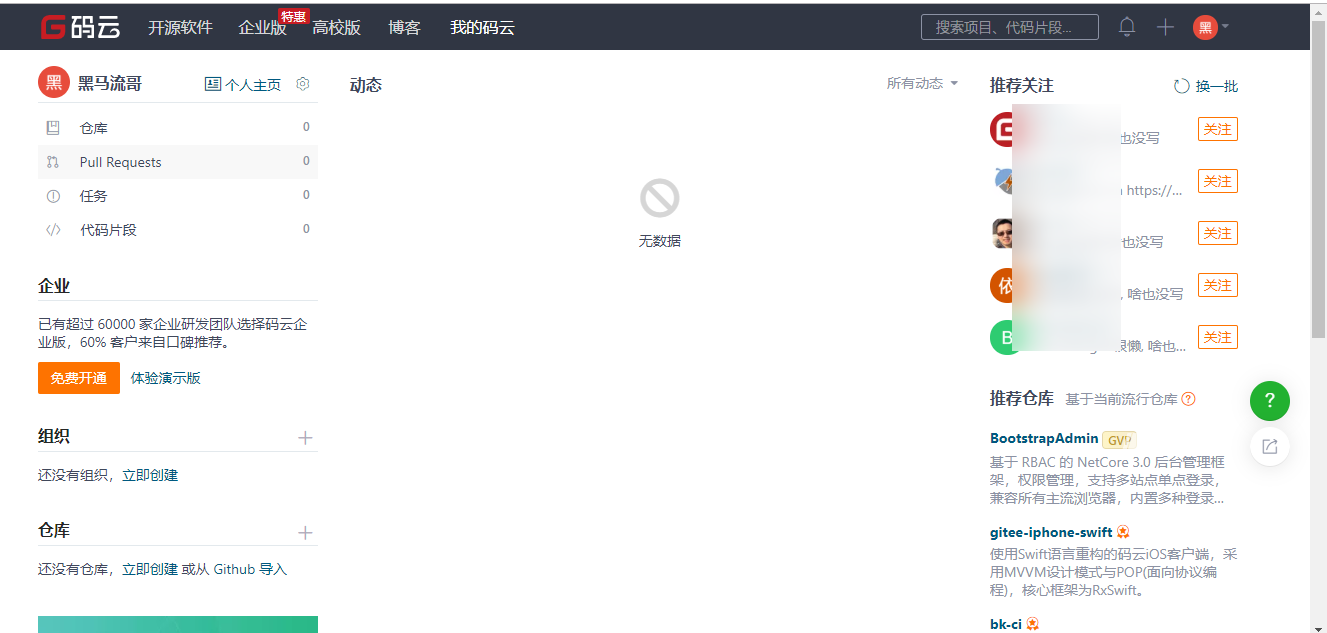 码云 开源软件 企业版 特惠 高校版 博客 我的码云 搜索项目、代码片段... 黑
黑 黑马流哥 个人主页
仓库 0
Pull Requests 0
任务 0
代码片段 0
企业
已有超过 60000 家企业研发团队选择码云企
业版，60% 客户来自口碑推荐。
免费开通 体验演示版
组织
还没有组织，立即创建
仓库
还没有仓库，立即创建 或从 Github 导入
动态 所有动态
无数据
推荐关注 换一批
也没写 关注
https://... 关注
也没写 关注
依 , 啥也没写 关注
B 很懒, 啥也... 关注
推荐仓库 基于当前流行仓库 ?
BootstrapAdmin GVP
基于 RBAC 的 NetCore 3.0 后台管理框
架，权限管理，支持多站点单点登录，
兼容所有主流浏览器，内置多种登录...
gitee-iphone-swift
使用Swift语言重构的码云iOS客户端，采
用MVVM设计模式与POP(面向协议编
程)，核心框架为RxSwift。
bk-ci
?